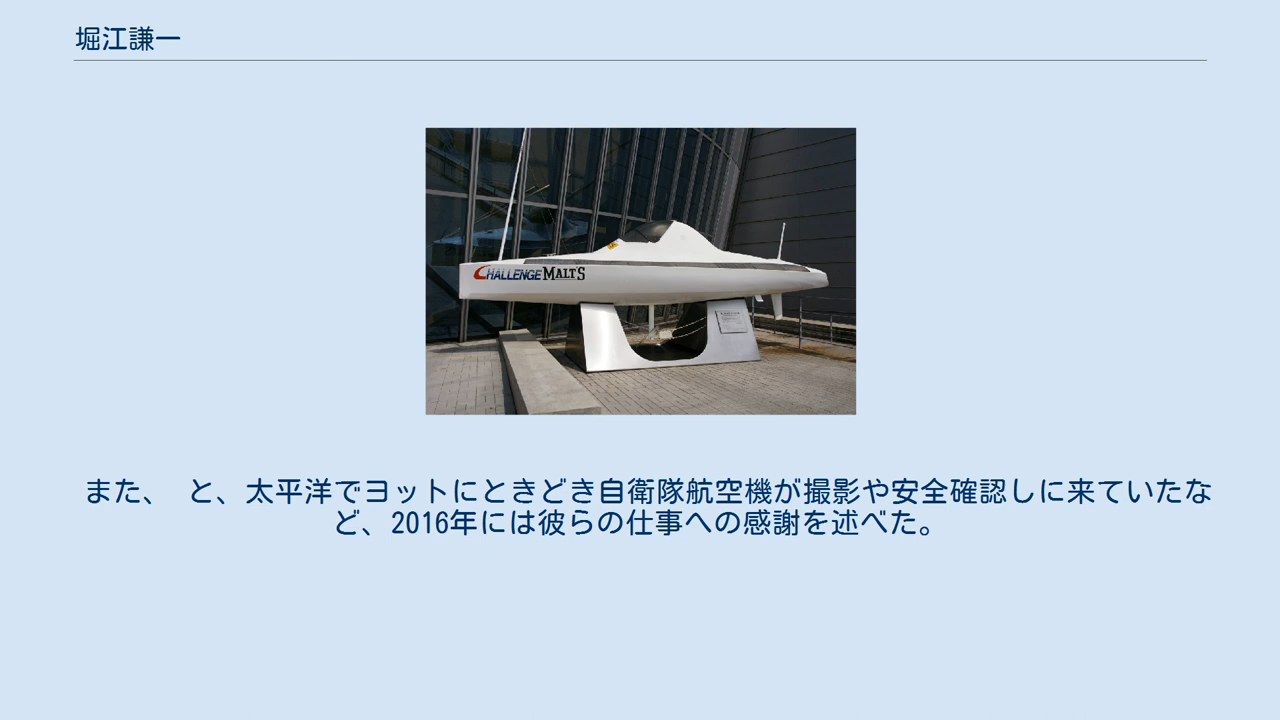 堀江謙一
CHALLENGE MALT'S
また、 と、太平洋でヨットにときどき自衛隊航空機が撮影や安全確認しに来ていたな
ど、2016年には彼らの仕事への感謝を述べた。